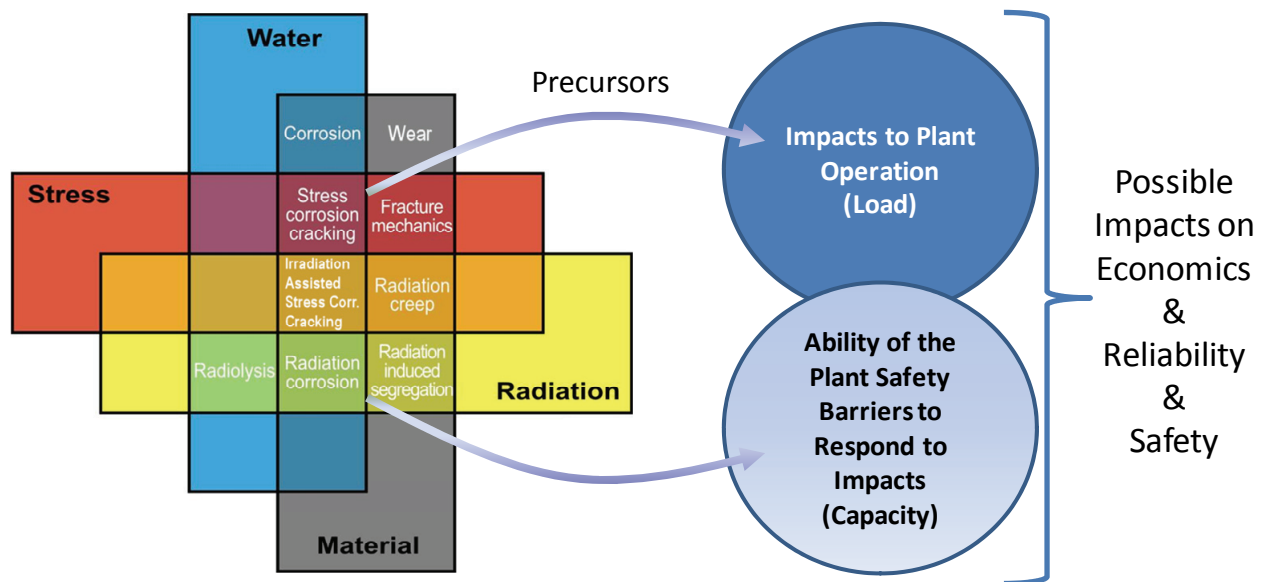 Water
Corrosion
Wear
Stress
Stress
corrosion
cracking
Fracture
mechanics
Irradiation
Assisted
Stress Corr.
Cracking
Radiation
creep
Radiolysis
Radiation
corrosion
Radiation
induced
segregation
Radiation
Material
Precursors
Impacts to Plant
Operation
(Load)
Ability of the
Plant Safety
Barriers to
Respond to
Impacts
(Capacity)
Possible
Impacts on
Economics
&
Reliability
&
Safety